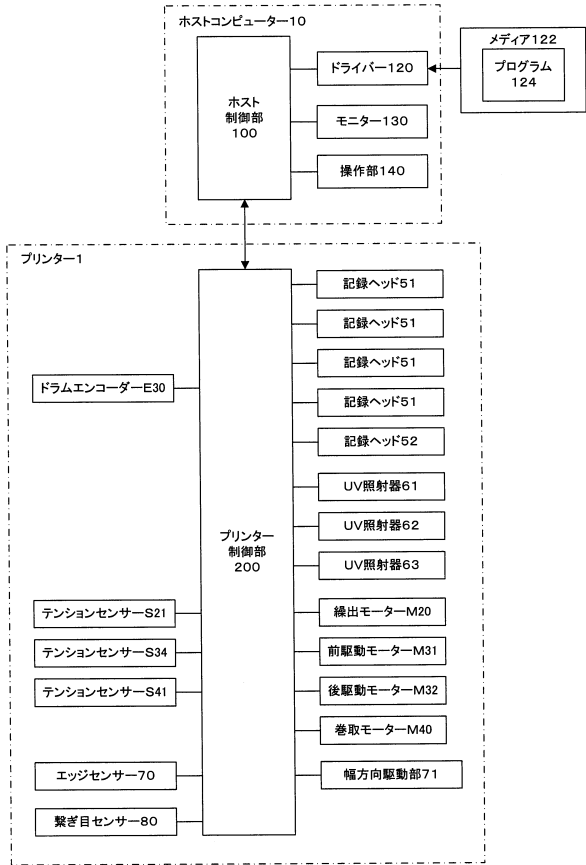 ホストコンピューター10
ホスト
制御部
100
ドライバー120
モニター130
操作部140
メディア122
プログラム
124
プリンター1
プリンター
制御部
200
ドラムエンコーダーE30
テンションセンサーS21
テンションセンサーS34
テンションセンサーS41
エッジセンサー70
繋ぎ目センサー80
記録ヘッド51
記録ヘッド51
記録ヘッド51
記録ヘッド51
記録ヘッド52
UV照射器61
UV照射器62
UV照射器63
繰出モーターM20
前駆動モーターM31
後駆動モーターM32
巻取モーターM40
幅方向駆動部71